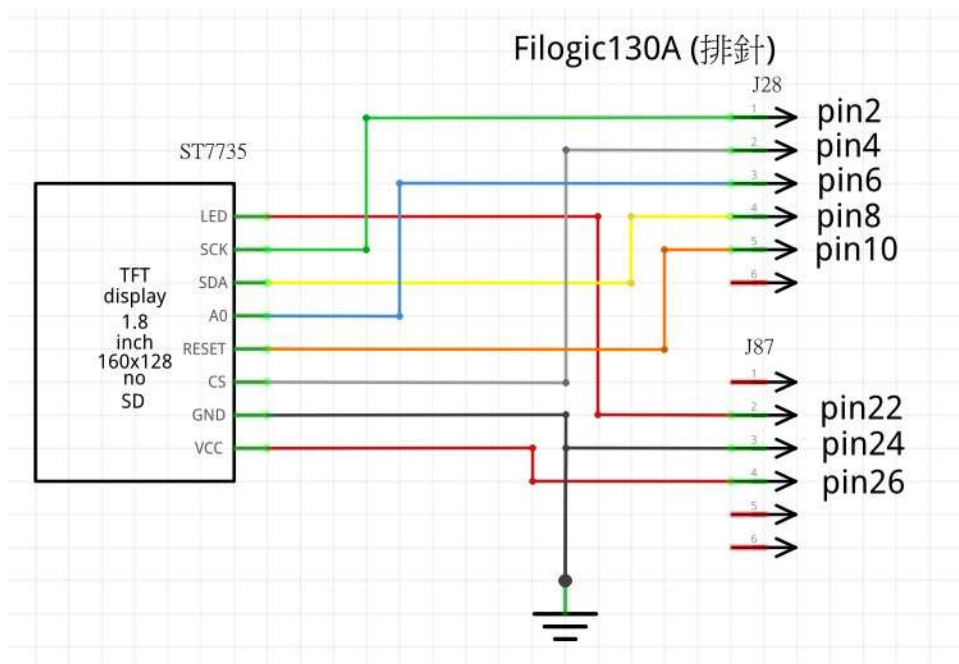 Filogic130A (排針)
J28
1 pin2
2 pin4
3 pin6
4 pin8
5 pin10
6
ST7735
LED
SCK
SDA
A0
RESET
CS
GND
VCC
TFT
display
1.8
inch
160x128
no
SD
J87
1
2 pin22
3 pin24
4 pin26
5
6